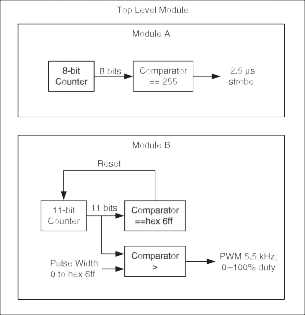 Top Level Module
Module A
8-bit
Counter
8 bits
Comparator
== 255
2.5 µs
strobe
Module B
Reset
11-bit
Counter
11 bits
Comparator
==hex 6ff
Pulse Width
0 to hex 6ff
Comparator
>
PWM 5.5 kHz,
0–100% duty